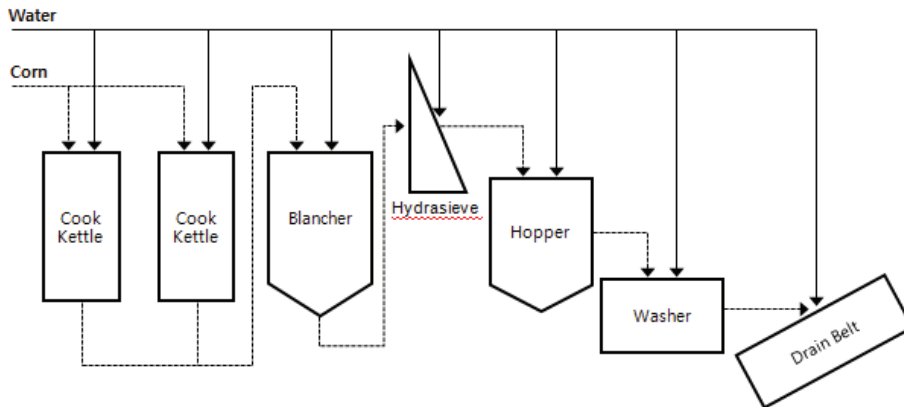 Water
Corn
Cook
Kettle
Cook
Kettle
Blancher
Hydrasieve
Hopper
Washer
Drain Belt